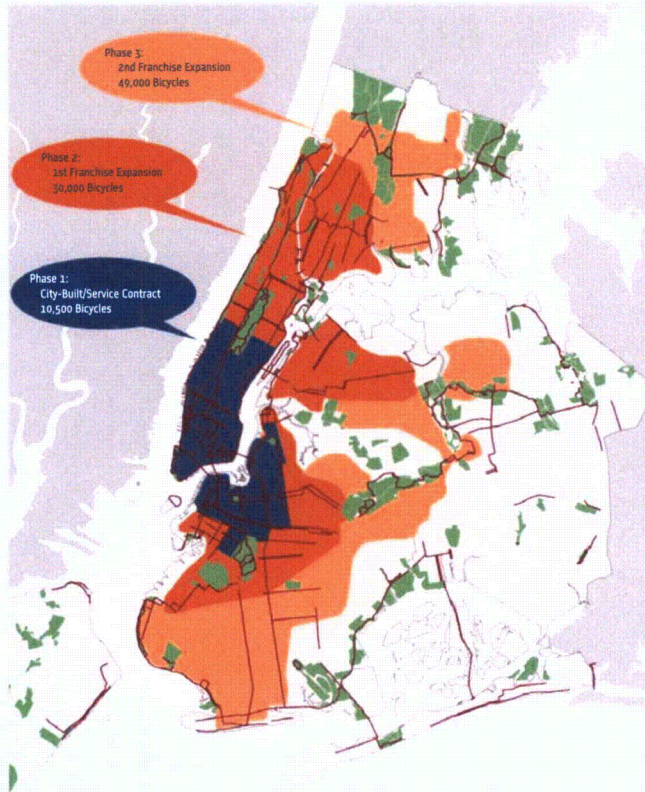 Phase 3:
2nd Franchise Expansion
49,000 Bicycles
Phase 2:
1st Franchise Expansion
30,000 Bicycles
Phase 1:
City-Built/Service Contract
10,500 Bicycles